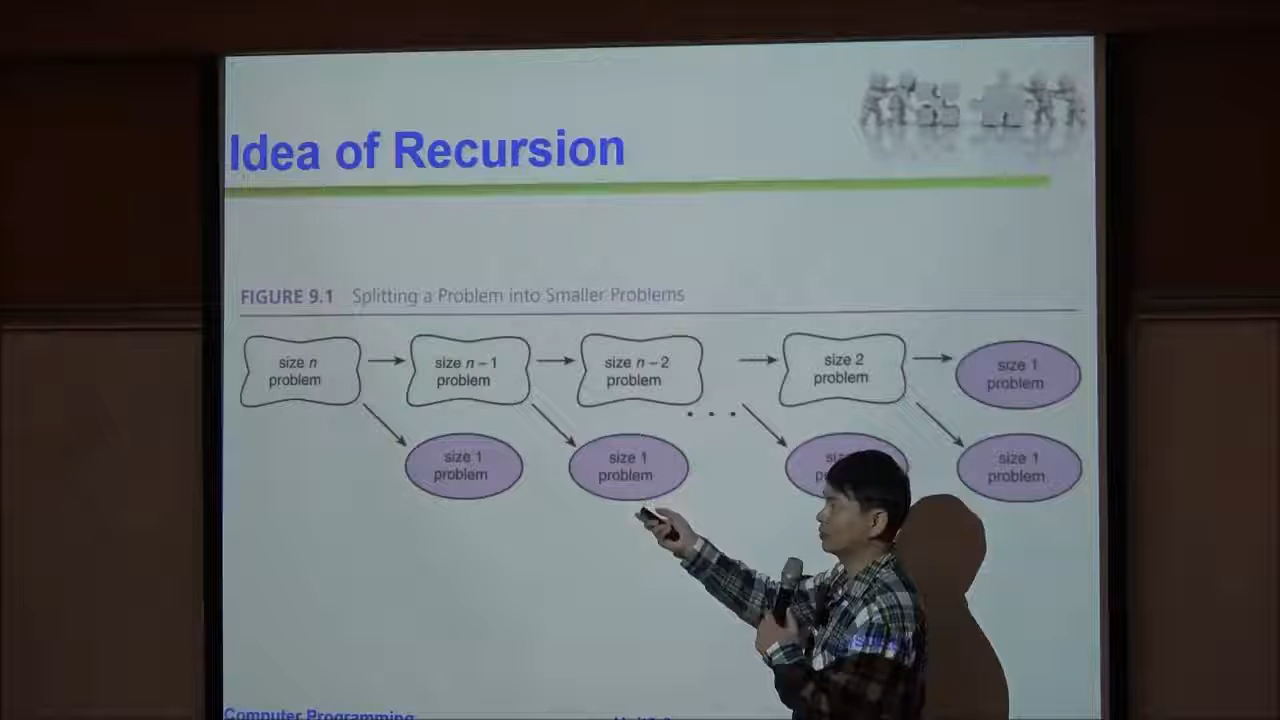 Idea of Recursion
FIGURE 9.1 Splitting a Problem into Smaller Problems
size n
problem
size n – 1
problem
size n – 2
problem
size 2
problem
size 1
problem
. . .
size 1
problem
size 1
problem
size 1
problem
Computer Programming